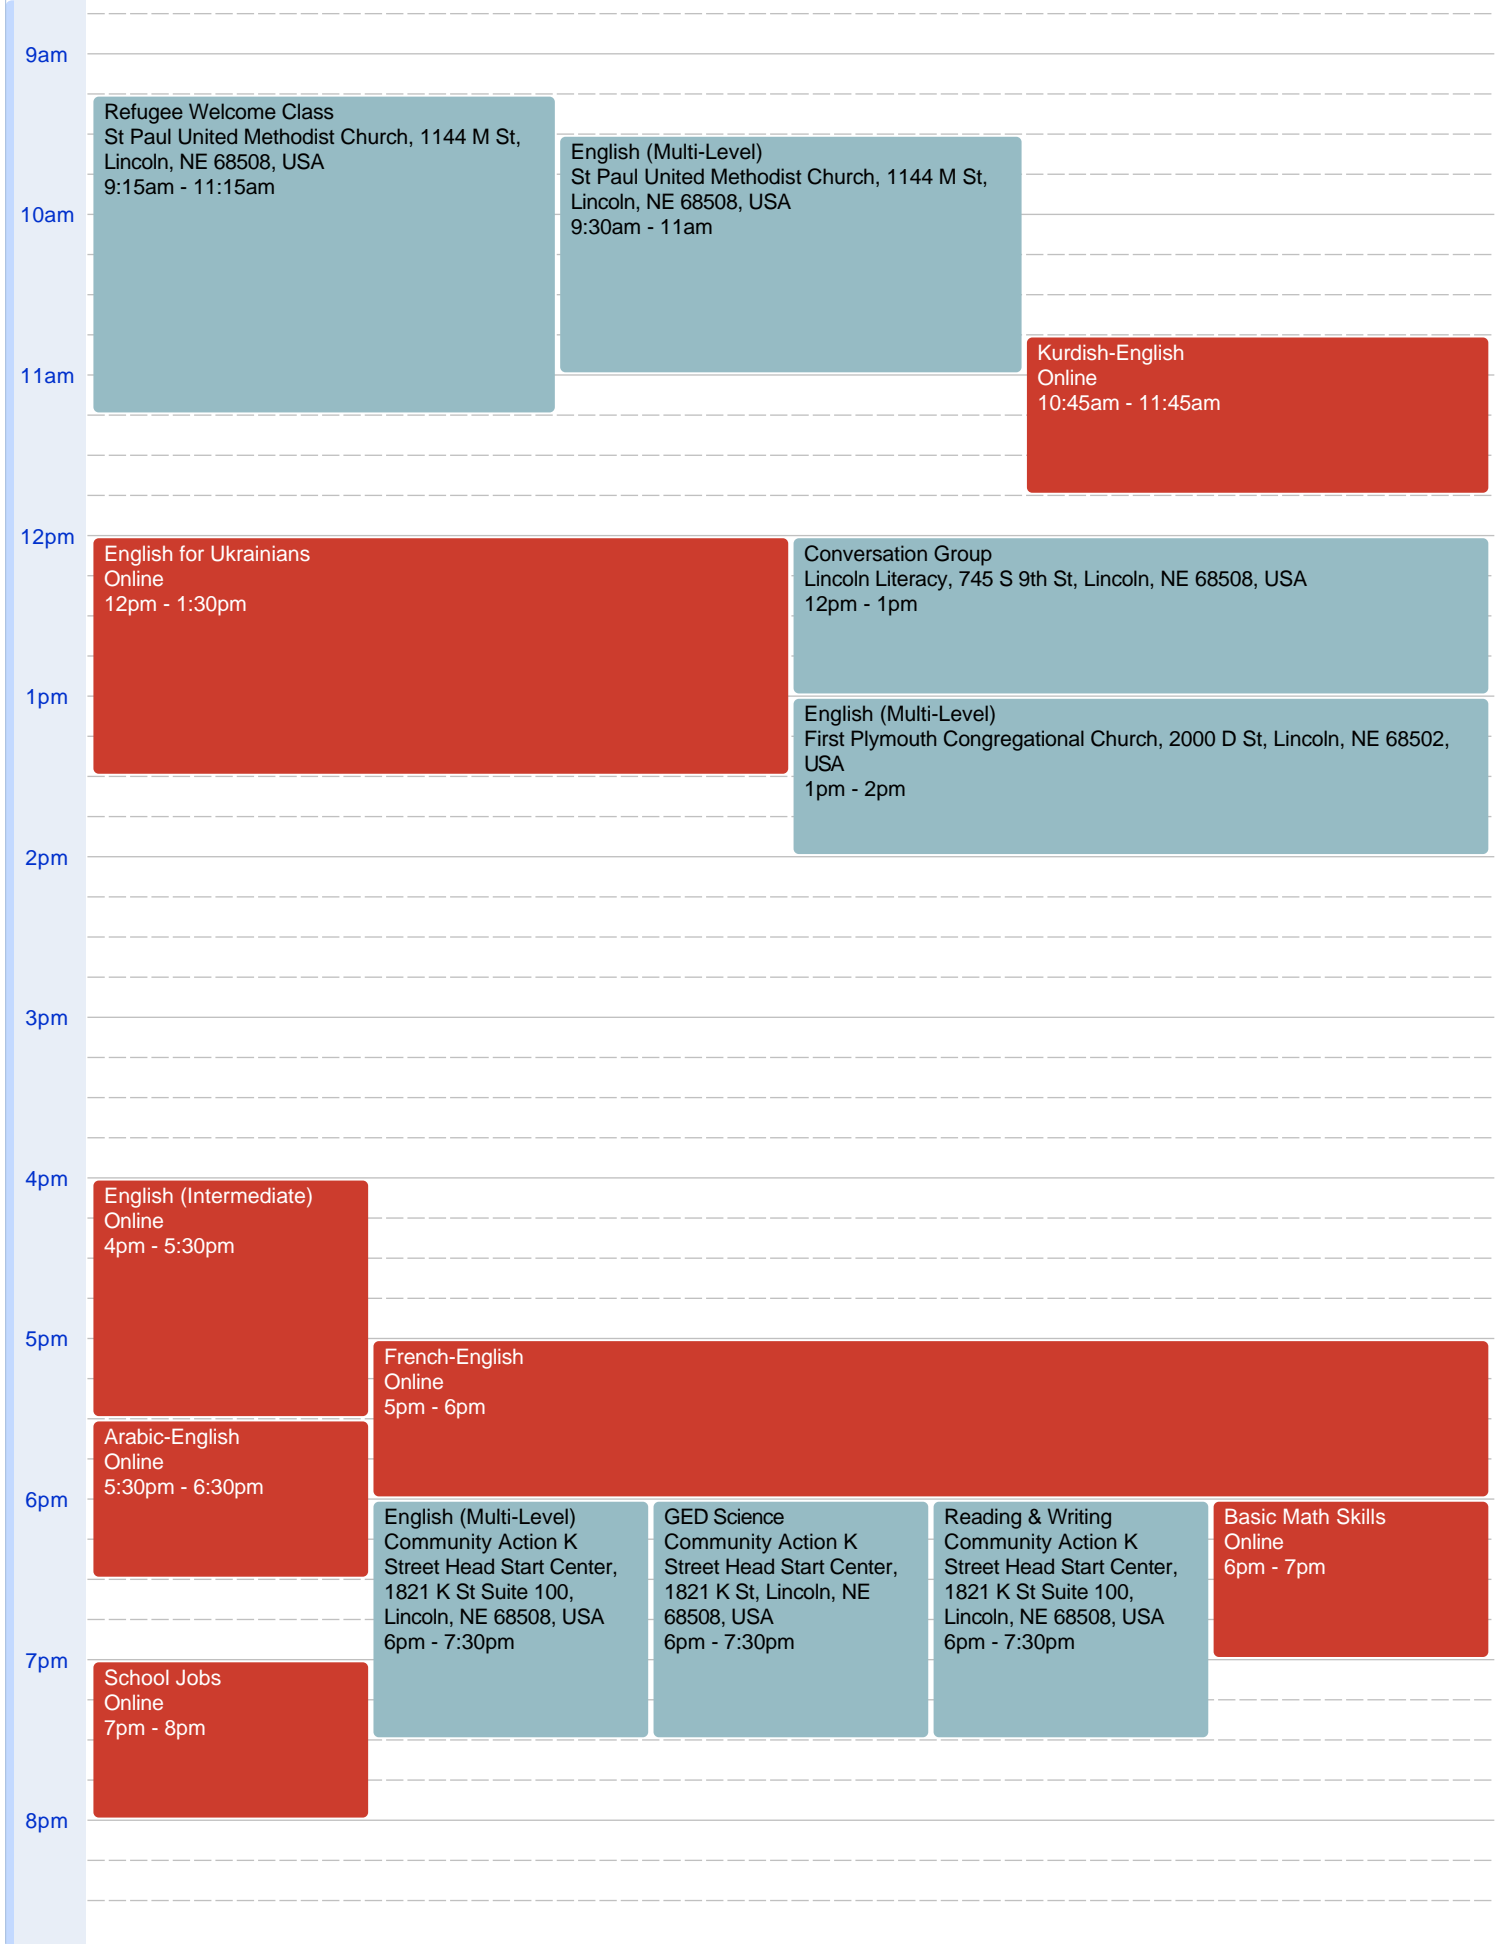 9am
Refugee Welcome Class
St Paul United Methodist Church, 1144 M St,
Lincoln, NE 68508, USA
9:15am - 11:15am
English (Multi-Level)
St Paul United Methodist Church, 1144 M St,
Lincoln, NE 68508, USA
9:30am - 11am
10am
Kurdish-English
Online
10:45am - 11:45am
11am
12pm
English for Ukrainians
Online
12pm - 1:30pm
Conversation Group
Lincoln Literacy, 745 S 9th St, Lincoln, NE 68508, USA
12pm - 1pm
1pm
English (Multi-Level)
First Plymouth Congregational Church, 2000 D St, Lincoln, NE 68502,
USA
1pm - 2pm
2pm
3pm
4pm
English (Intermediate)
Online
4pm - 5:30pm
5pm
French-English
Online
5pm - 6pm
Arabic-English
Online
5:30pm - 6:30pm
6pm
English (Multi-Level)
Community Action K
Street Head Start Center,
1821 K St Suite 100,
Lincoln, NE 68508, USA
6pm - 7:30pm
GED Science
Community Action K
Street Head Start Center,
1821 K St, Lincoln, NE
68508, USA
6pm - 7:30pm
Reading & Writing
Community Action K
Street Head Start Center,
1821 K St Suite 100,
Lincoln, NE 68508, USA
6pm - 7:30pm
Basic Math Skills
Online
6pm - 7pm
7pm
School Jobs
Online
7pm - 8pm
8pm